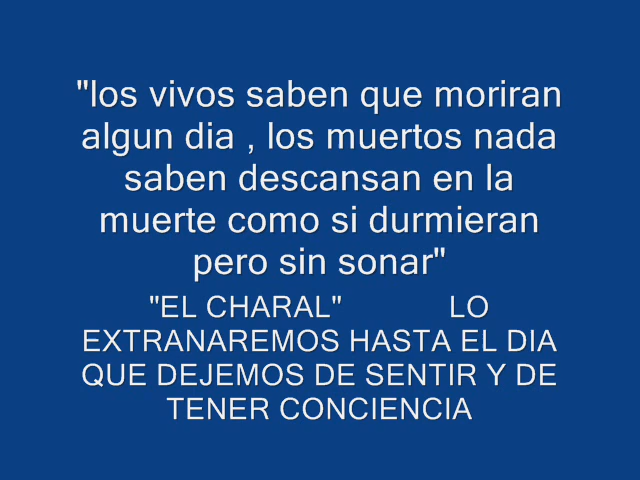 "los vivos saben que moriran
algun dia , los muertos nada
saben descansan en la
muerte como si durmieran
pero sin sonar"
"EL CHARAL" LO
EXTRANAREMOS HASTA EL DIA
QUE DEJEMOS DE SENTIR Y DE
TENER CONCIENCIA